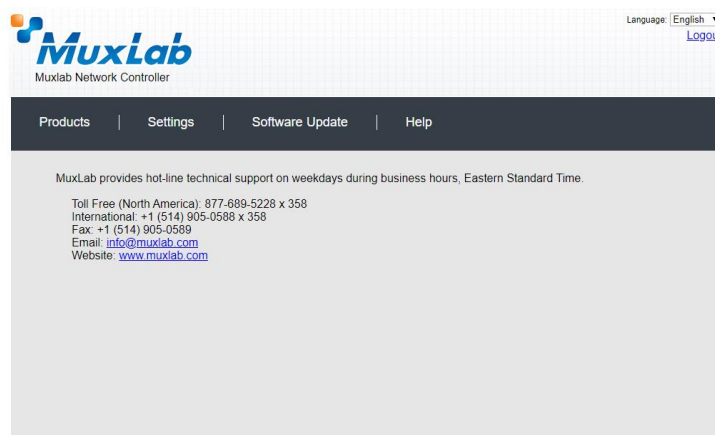 Language: English
Logou
MuxLab
Muxlab Network Controller
Products | Settings | Software Update | Help
MuxLab provides hot-line technical support on weekdays during business hours, Eastern Standard Time.
Toll Free (North America): 877-689-5228 x 358
International: +1 (514) 905-0588 x 358
Fax: +1 (514) 905-0589
Email: info@muxlab.com
Website: www.muxlab.com